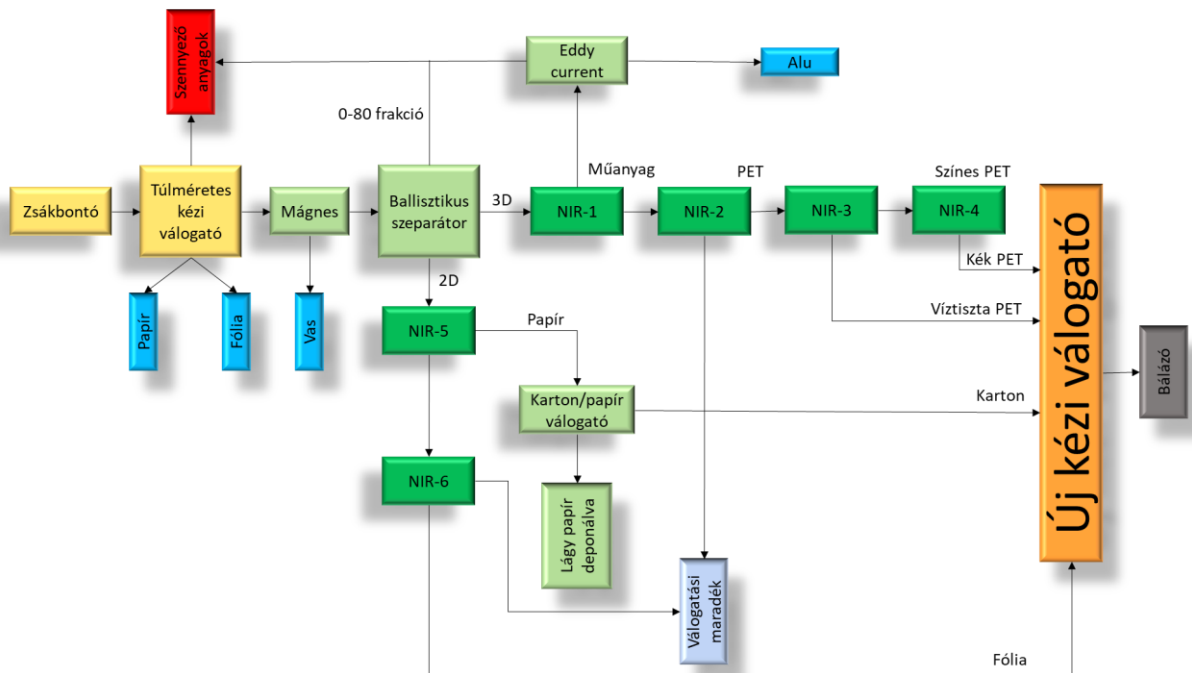 Szennyező
anyagok
Eddy
current
Alu
0-80 frakció
Műanyag
PET
Színes PET
Zsákbontó
Túlméretes
kézi
válogató
Mágnes
Ballisztikus
szeparátor
3D
NIR-1
NIR-2
NIR-3
NIR-4
Új kézi válogató
Kék PET
2D
Papír
Fólia
Vas
NIR-5
Papír
Víztiszta PET
Bálázó
Karton/papír
válogató
Karton
NIR-6
Lágy papír
deponálva
Válogatási
maradék
Fólia